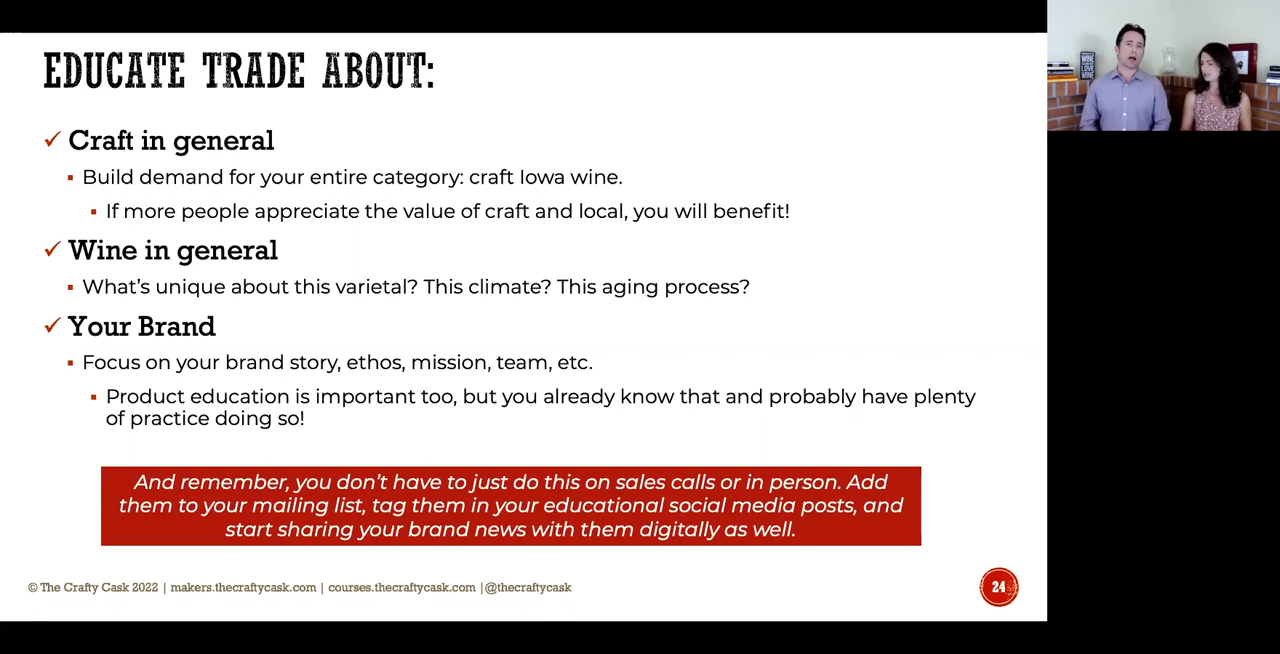 EDUCATE TRADE ABOUT:
Craft in general
Build demand for your entire category: craft Iowa wine.
If more people appreciate the value of craft and local, you will benefit!
Wine in general
What's unique about this varietal? This climate? This aging process?
Your Brand
Focus on your brand story, ethos, mission, team, etc.
Product education is important too, but you already know that and probably have plenty
of practice doing so!
And remember, you don't have to just do this on sales calls or in person. Add
them to your mailing list, tag them in your educational social media posts, and
start sharing your brand news with them digitally as well.
© The Crafty Cask 2022 | makers.thecraftycask.com | courses.thecraftycask.com |@thecraftycask
24